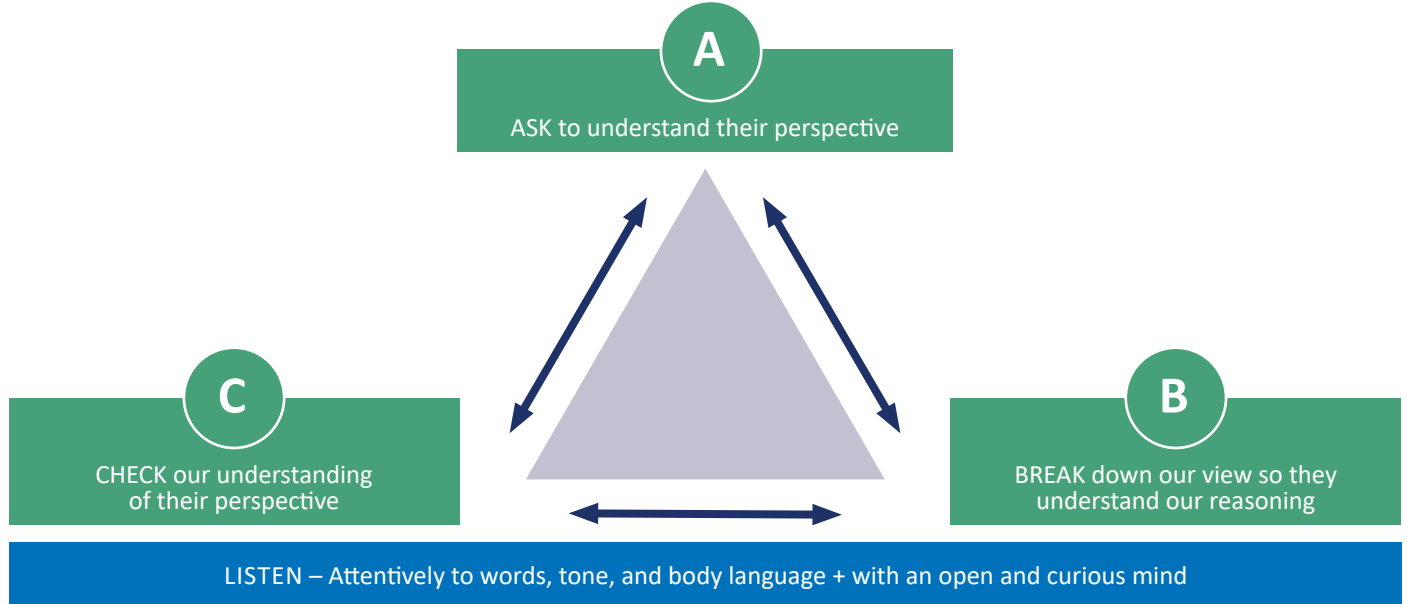 A
ASK to understand their perspective
C
CHECK our understanding
of their perspective
B
BREAK down our view so they
understand our reasoning
LISTEN – Attentively to words, tone, and body language + with an open and curious mind